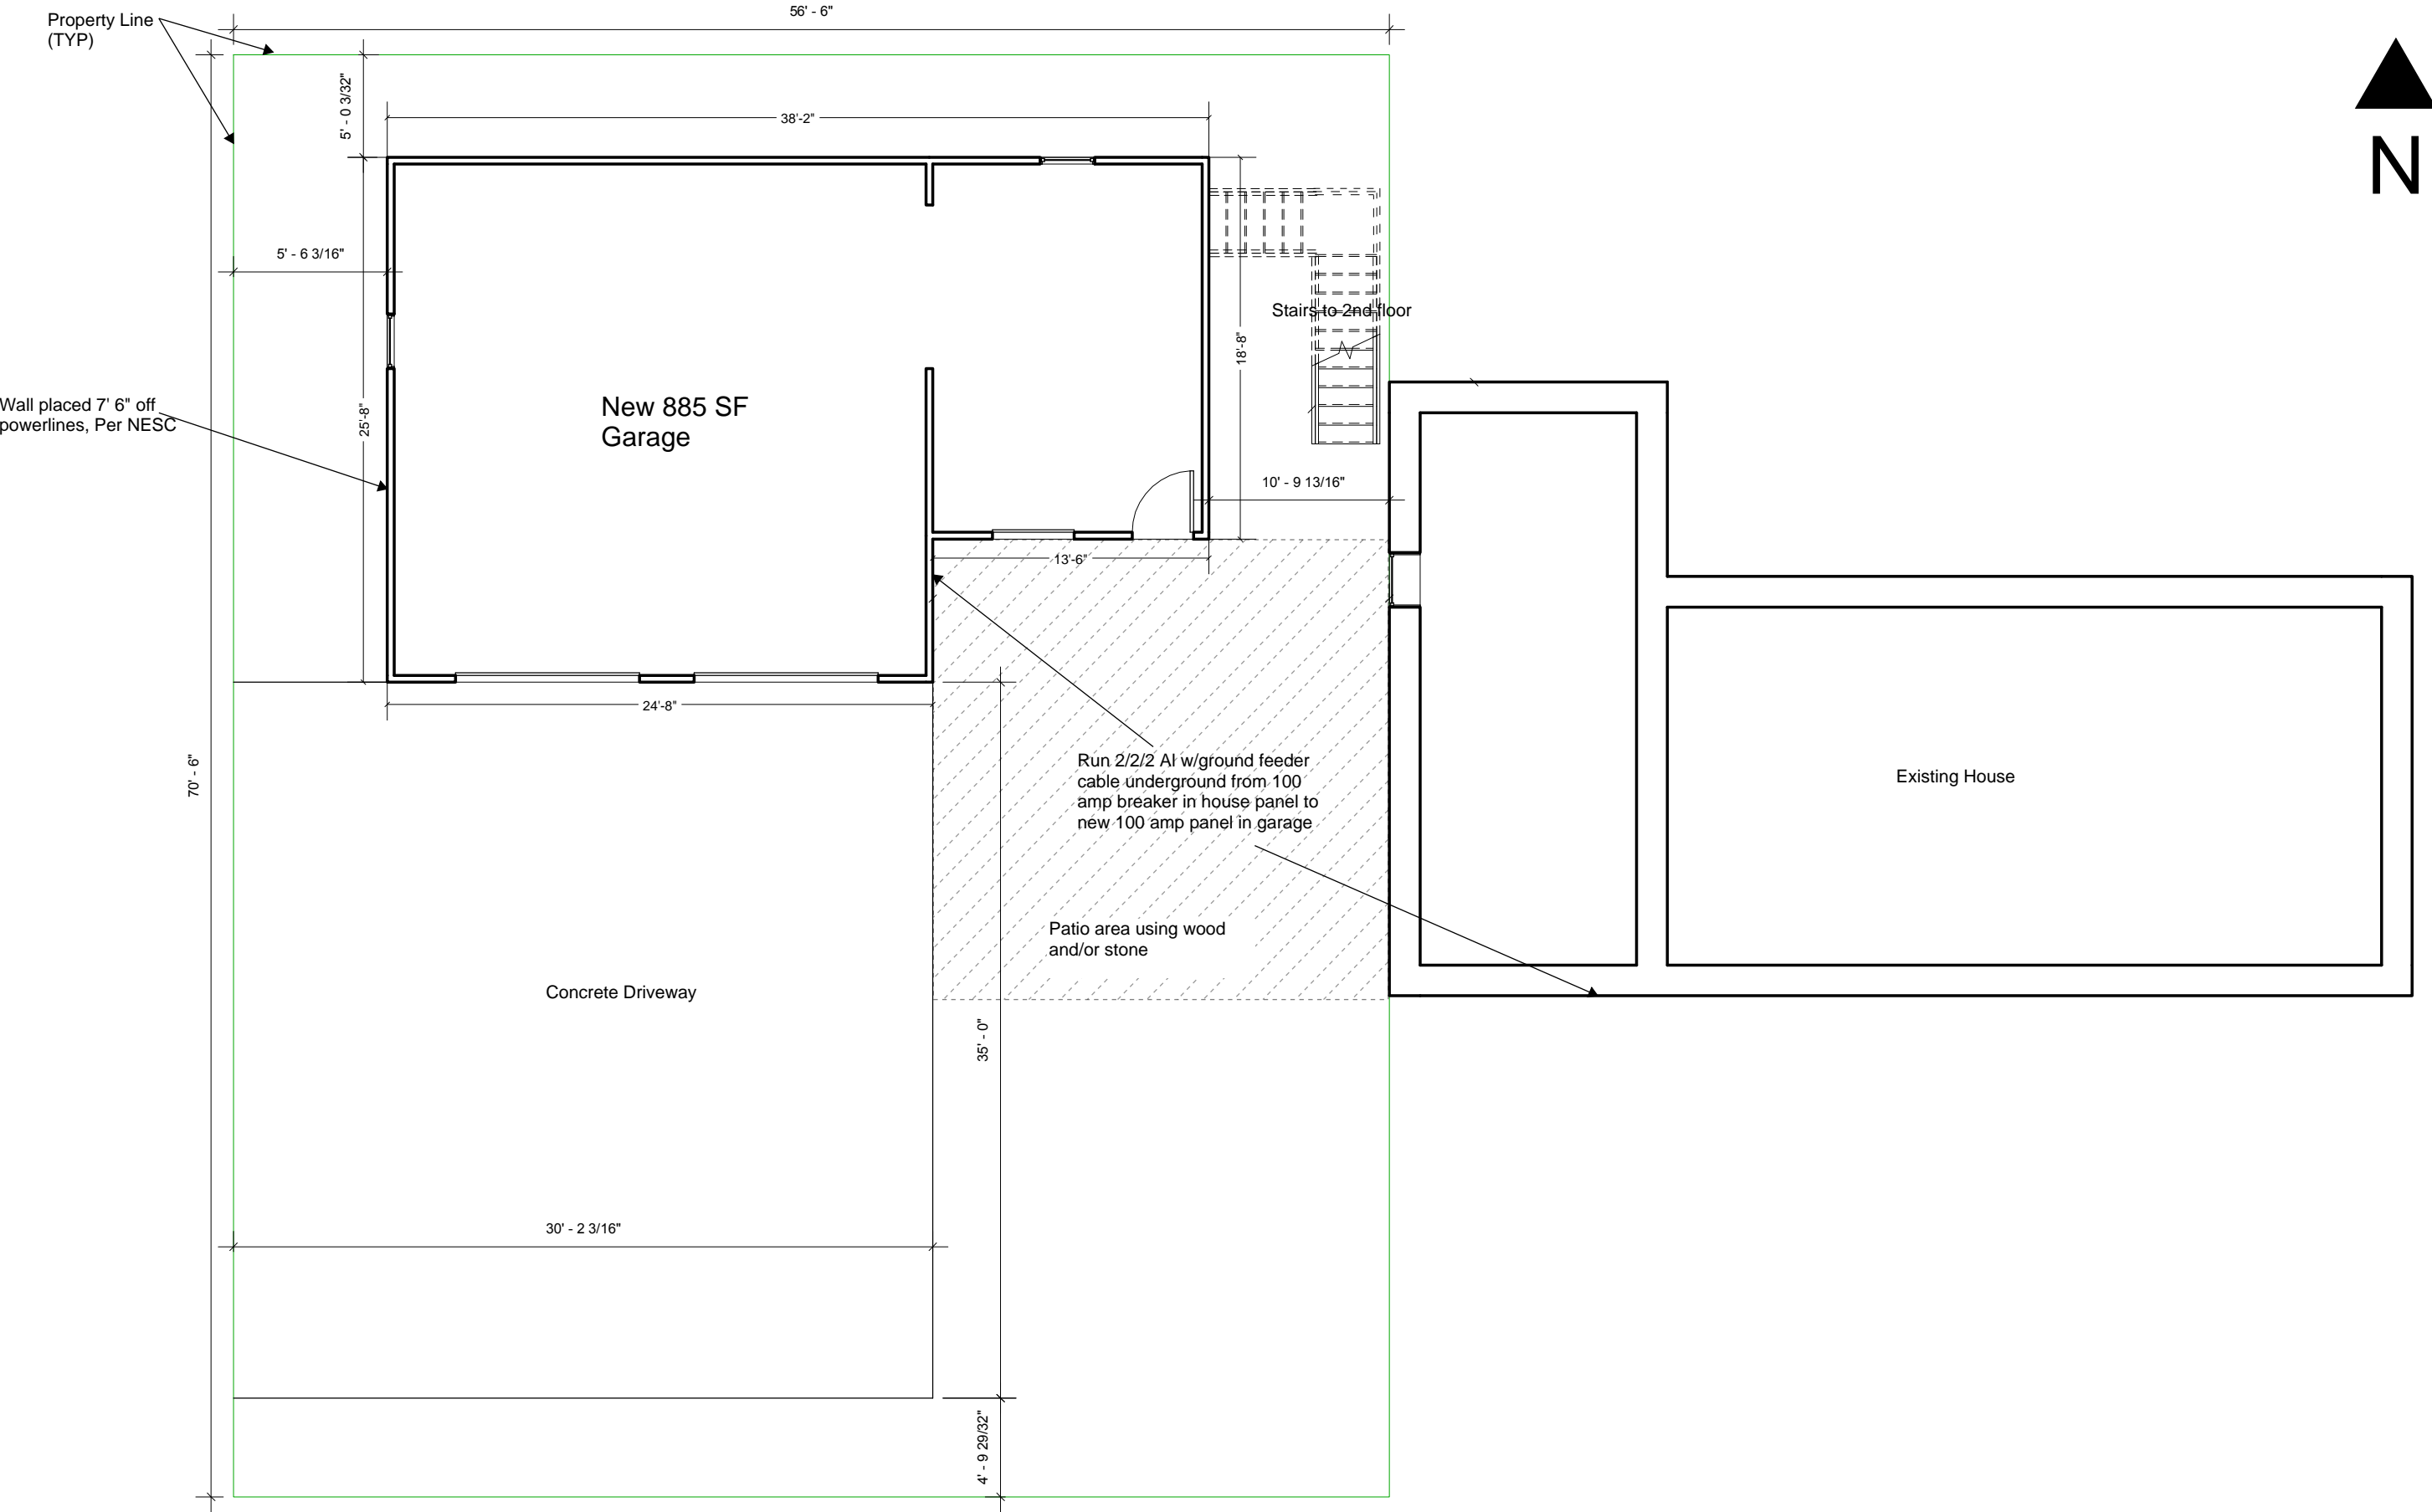 56' - 6"
Property Line
(TYP)
5' - 0 3/32"
38'-2"
N
5' - 6 3/16"
Stairs to 2nd floor
18'-8"
Wall placed 7' 6" off
powerlines, Per NESC
25'-8"
New 885 SF
Garage
10' - 9 13/16"
13'-6"
24'-8"
70' - 6"
Run 2/2/2 Al w/ground feeder
cable underground from 100
amp breaker in house panel to
new 100 amp panel in garage
Existing House
Patio area using wood
and/or stone
Concrete Driveway
35' - 0"
30' - 2 3/16"
4' - 9 29/32"